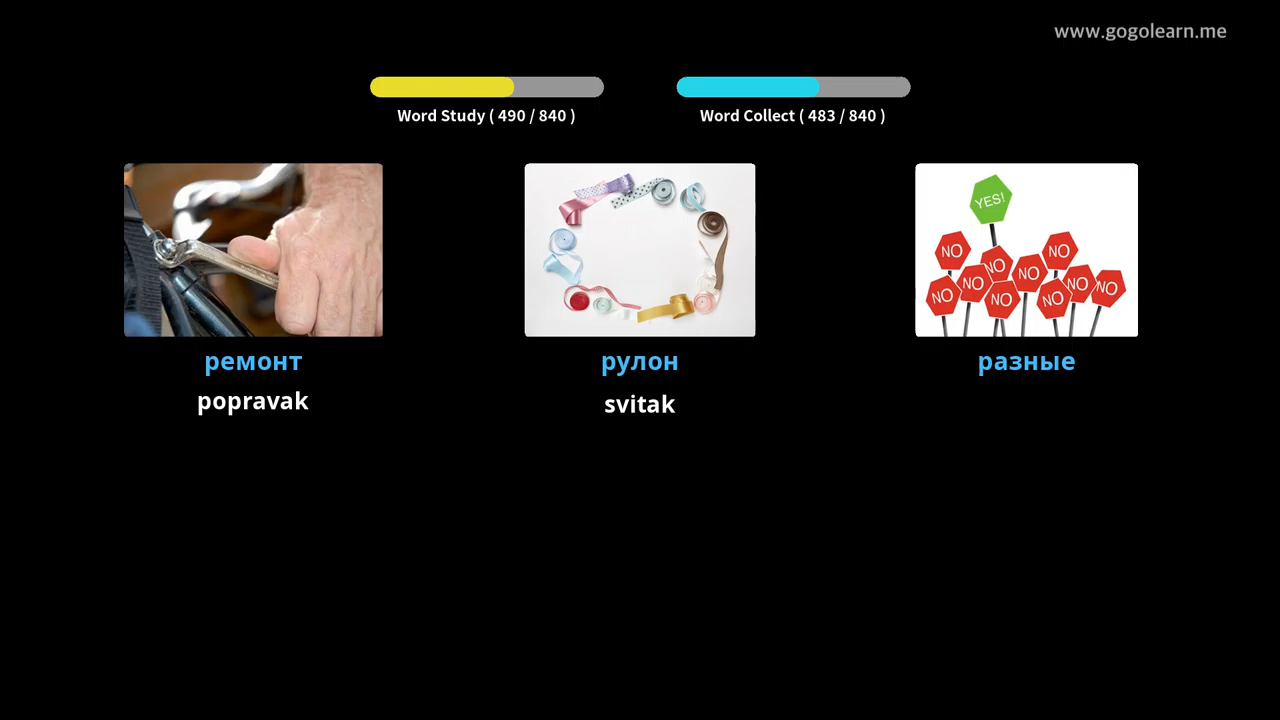 www.gogolearn.me
Word Study ( 490 / 840 )
Word Collect ( 483 / 840 )
YES!
NO
NO
NO
NO
NO
NO
NO
NO
NO
NO
ремонт
рулон
разные
popravak
svitak